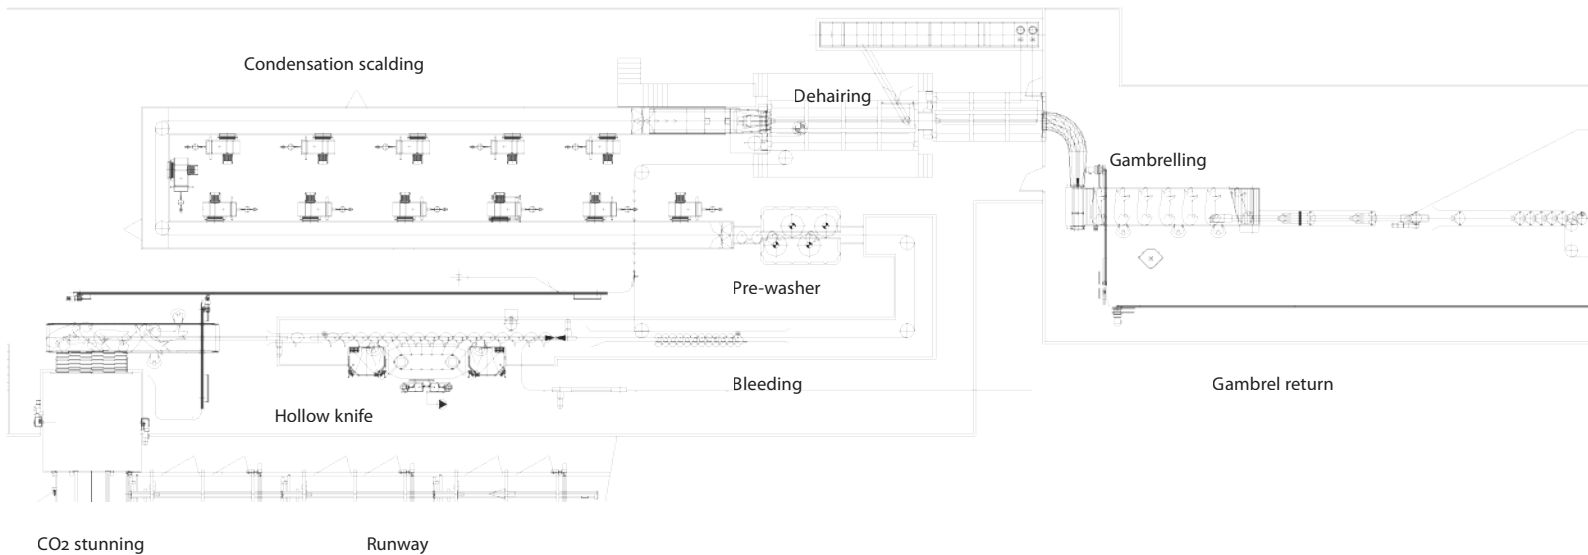 Condensation scalding
Dehairing
Gambrelling
Pre-washer
Bleeding
Gambrel return
Hollow knife
CO2 stunning
Runway